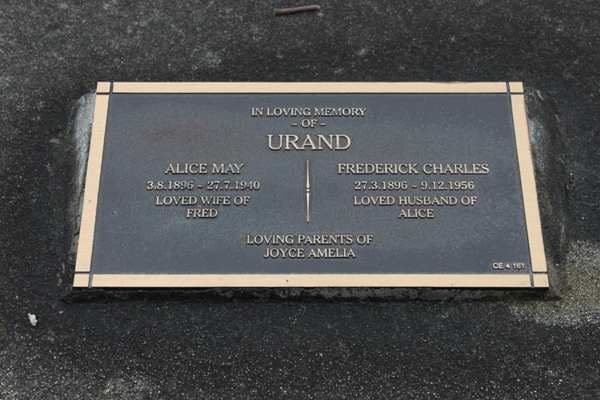 IN LOVING MEMORY
~ OF ~
URAND
ALICE MAY
3.8.1896 ~ 27.7.1940
LOVED WIFE OF
FRED
FREDERICK CHARLES
27.3.1896 ~ 9.12.1956
LOVED HUSBAND OF
ALICE
LOVING PARENTS OF
JOYCE AMELIA
CE 4 161